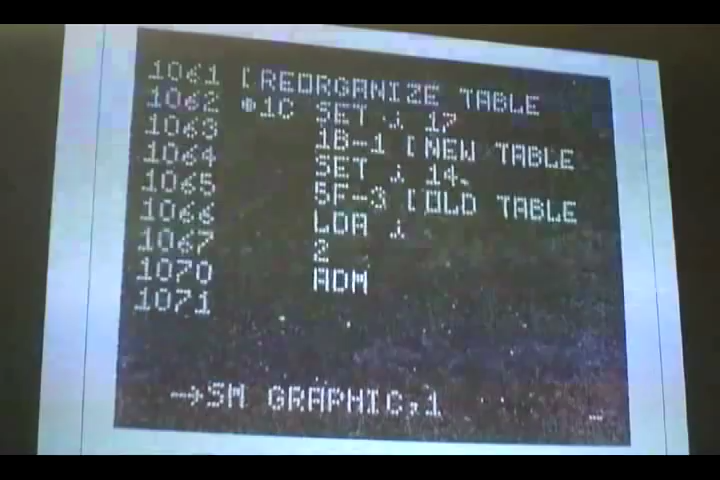 1061 [REORGANIZE TABLE
1062 #1C SET i 17
1063 1B-1 [NEW TABLE
1064 SET i 14
1065 5F-3 [OLD TABLE
1066 LDA i
1067 2
1070 ADM
1071
→SM GRAPHIC,1